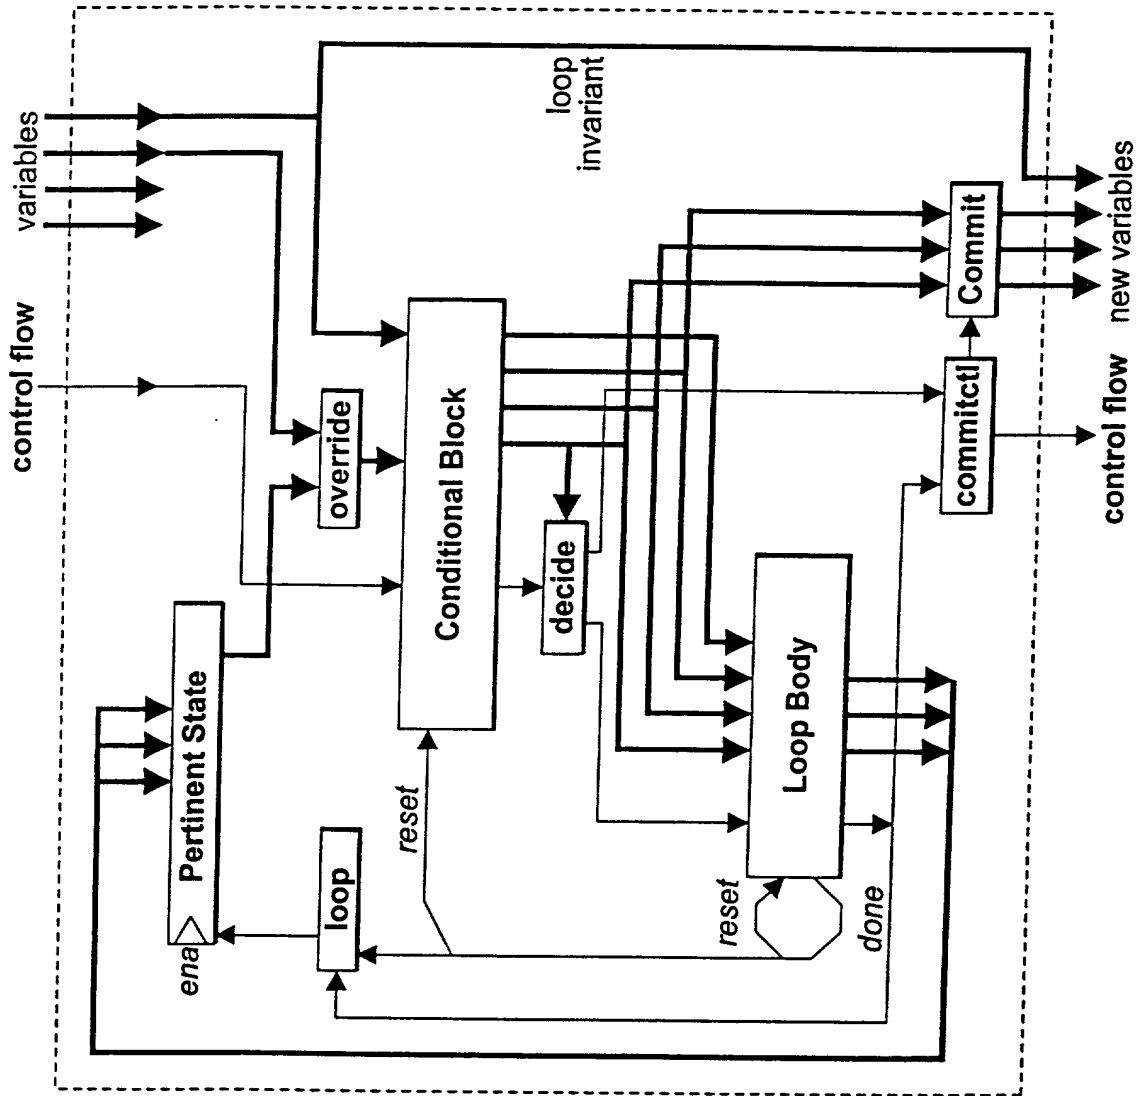 variables
control flow
loop
invariant
override
Conditional Block
decide
Pertinent State
ena
loop
reset
Loop Body
reset
done
Commit
commitctl
new variables
control flow